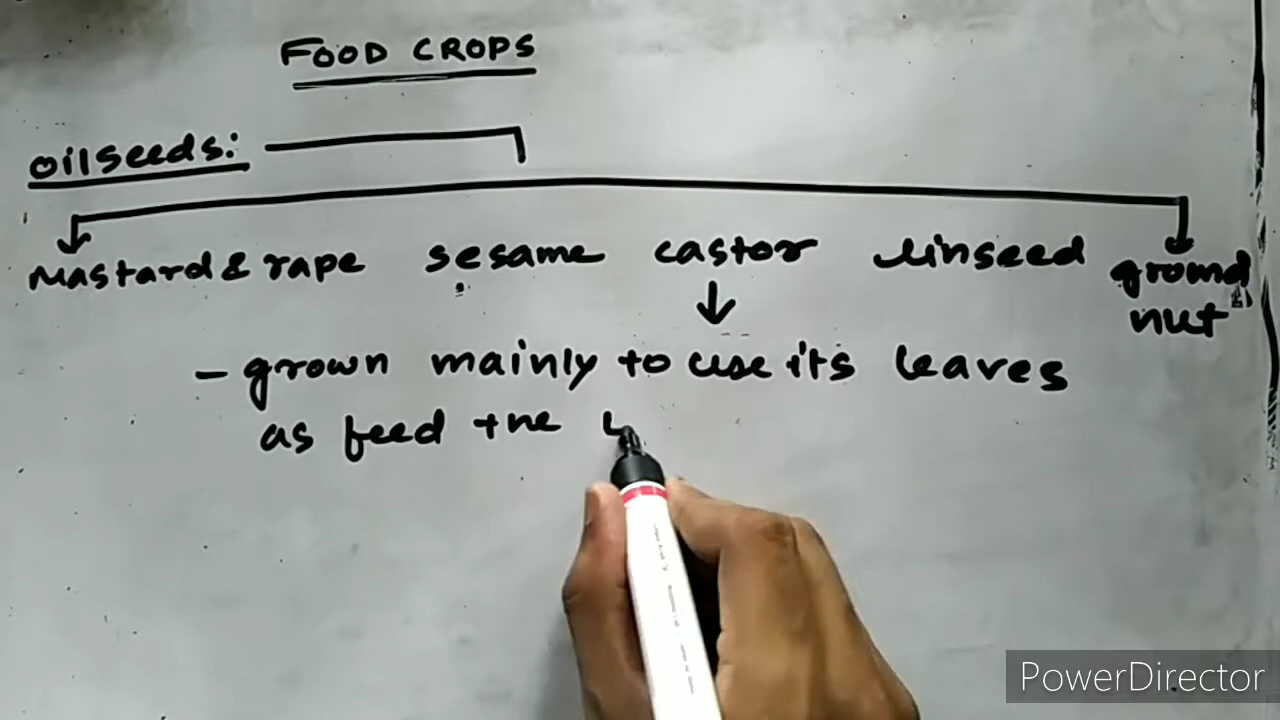 FOOD CROPS
oilseeds:
Mastard & rape sesame castor linseed ground nut
- grown mainly to use its leaves
as feed the
PowerDirector